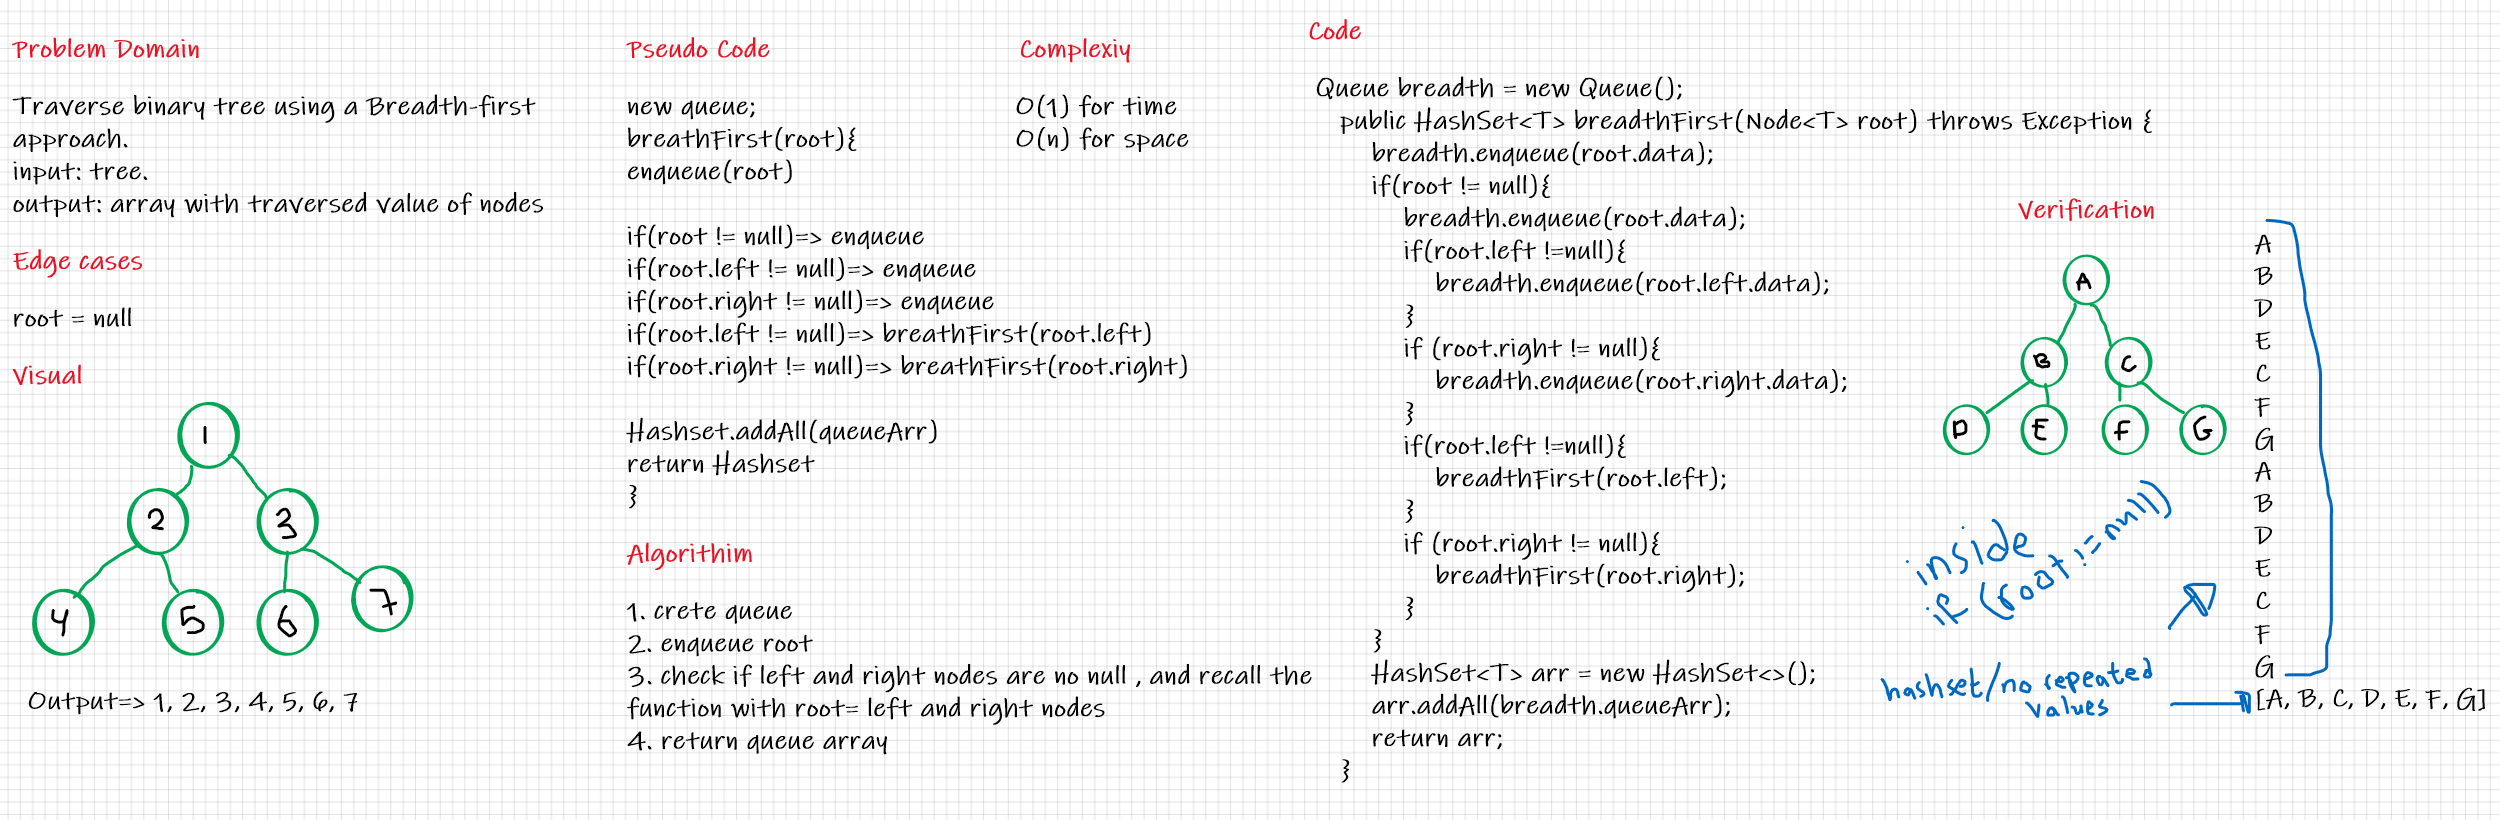 Problem Domain
Traverse binary tree using a Breadth-first
approach.
input: tree.
output: array with traversed value of nodes
Edge cases
root = null
Visual
1
2
3
4
5
6
7
Output=> 1, 2, 3, 4, 5, 6, 7
Pseudo Code
new queue;
breathFirst(root){
enqueue(root)
if(root != null)=> enqueue
if(root.left != null)=> enqueue
if(root.right != null)=> enqueue
if(root.left != null)=> breathFirst(root.left)
if(root.right != null)=> breathFirst(root.right)
Hashset.addAll(queueArr)
return Hashset
}
Algorithim
1. crete queue
2. enqueue root
3. check if left and right nodes are no null , and recall the
function with root= left and right nodes
4. return queue array
Complexiy
O(1) for time
O(n) for space
Code
Queue breadth = new Queue();
public HashSet<T> breadthFirst(Node<T> root) throws Exception {
breadth.enqueue(root.data);
if(root != null){
breadth.enqueue(root.data);
if(root.left !=null){
breadth.enqueue(root.left.data);
}
if (root.right != null){
breadth.enqueue(root.right.data);
}
if(root.left !=null){
breadthFirst(root.left);
}
if (root.right != null){
breadthFirst(root.right);
}
}
HashSet<T> arr = new HashSet<>();
arr.addAll(breadth.queueArr);
return arr;
}
Verification
A
B
C
D
E
F
G
inside
if (root != null))
hashset/no repeated
values
A
B
D
E
C
F
G
A
B
D
E
C
F
G
[A, B, C, D, E, F, G]